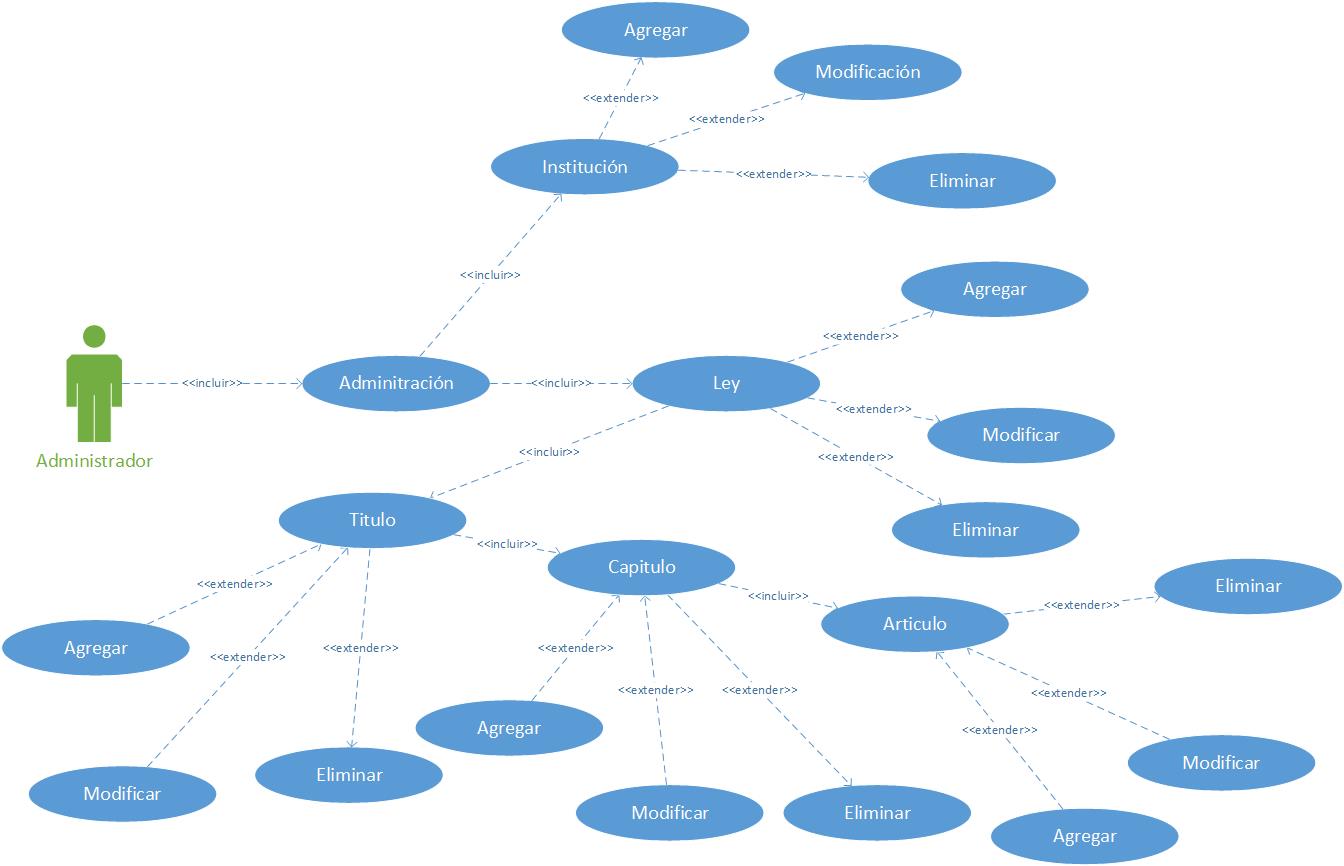 Agregar
Modificación
<<extender>>
<<extender>>
Institución
<<extender>>
Eliminar
<<incluir>>
Agregar
<<extender>>
<<incluir>>
Adminitración
<<incluir>>
Ley
<<extender>>
Modificar
Administrador
<<incluir>>
<<extender>>
Titulo
Eliminar
<<incluir>>
Capitulo
<<extender>>
<<incluir>>
<<extender>>
Eliminar
Articulo
Agregar
<<extender>>
<<extender>>
<<extender>>
<<extender>>
<<extender>>
<<extender>>
Agregar
<<extender>>
Modificar
Eliminar
Modificar
Modificar
Eliminar
Agregar